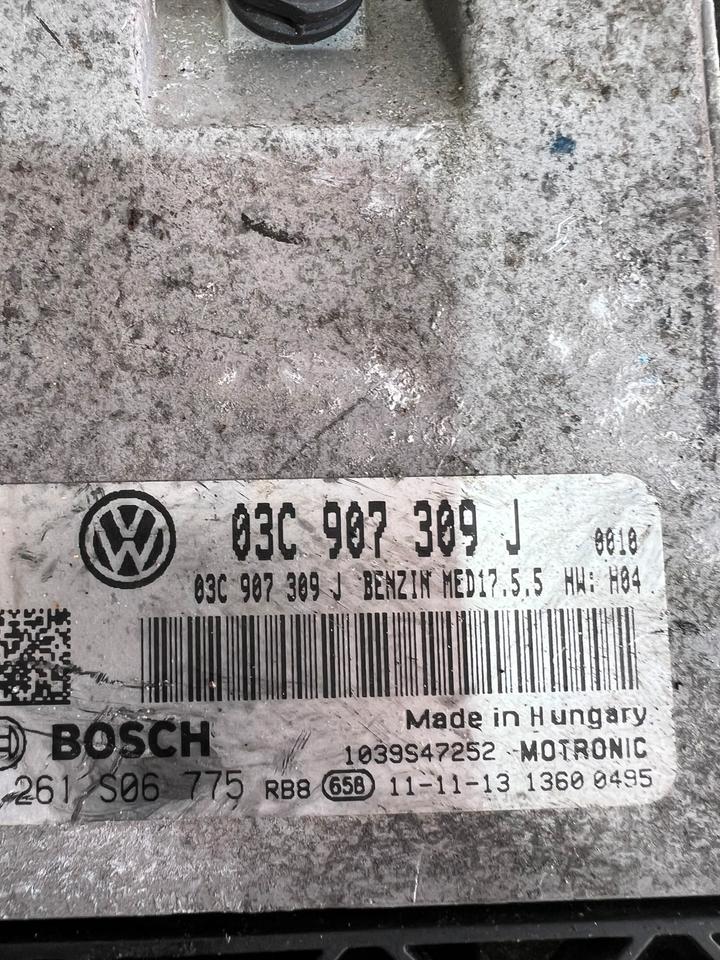 03C 907 309 J 0010
03C 907 309 J BENZIN MED17.5.5 HW: H04
Made in Hungary
BOSCH
1039S47252 MOTRONIC
261 S06 775 RB8 658 11-11-13 1360 0495